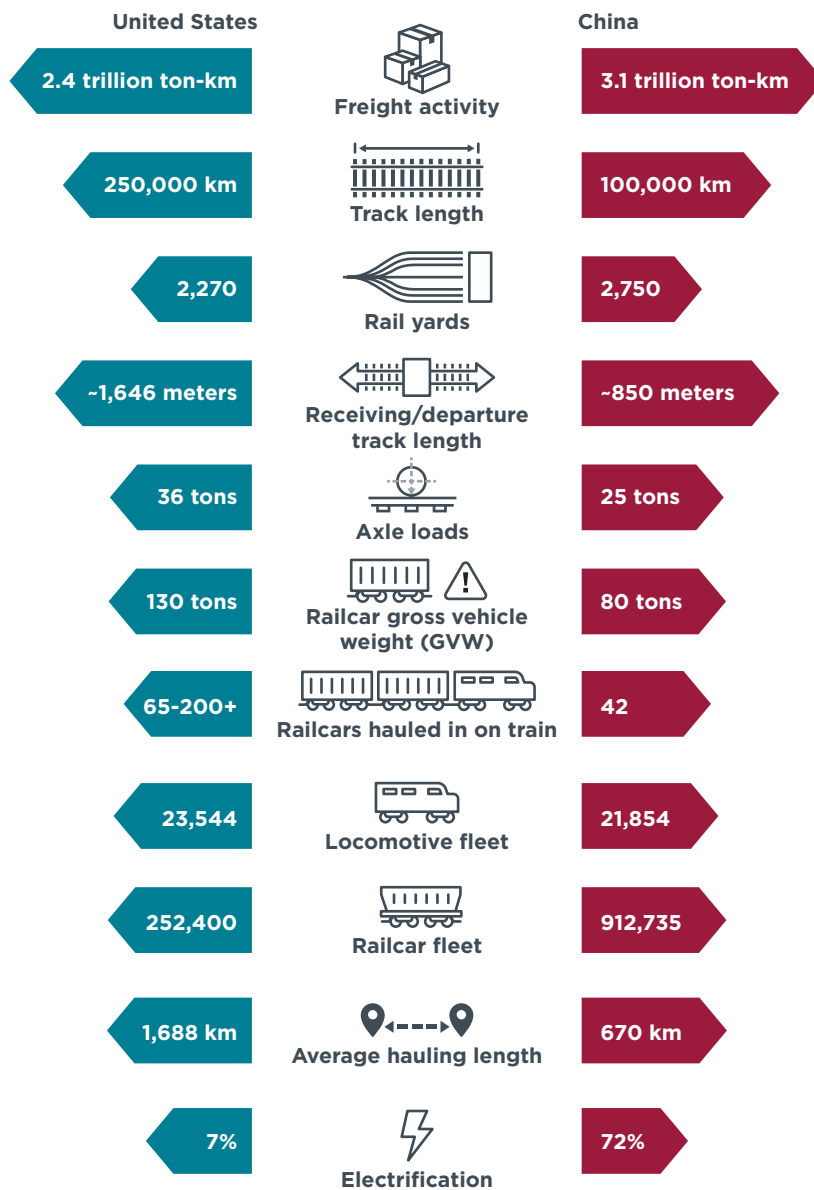 United States
China
2.4 trillion ton-km
Freight activity
3.1 trillion ton-km
250,000 km
Track length
100,000 km
2,270
Rail yards
2,750
~1,646 meters
Receiving/departure
track length
~850 meters
36 tons
Axle loads
25 tons
130 tons
!
Railcar gross vehicle
weight (GVW)
80 tons
65-200+
Railcars hauled in on train
42
23,544
Locomotive fleet
21,854
252,400
Railcar fleet
912,735
1,688 km
Average hauling length
670 km
7%
Electrification
72%